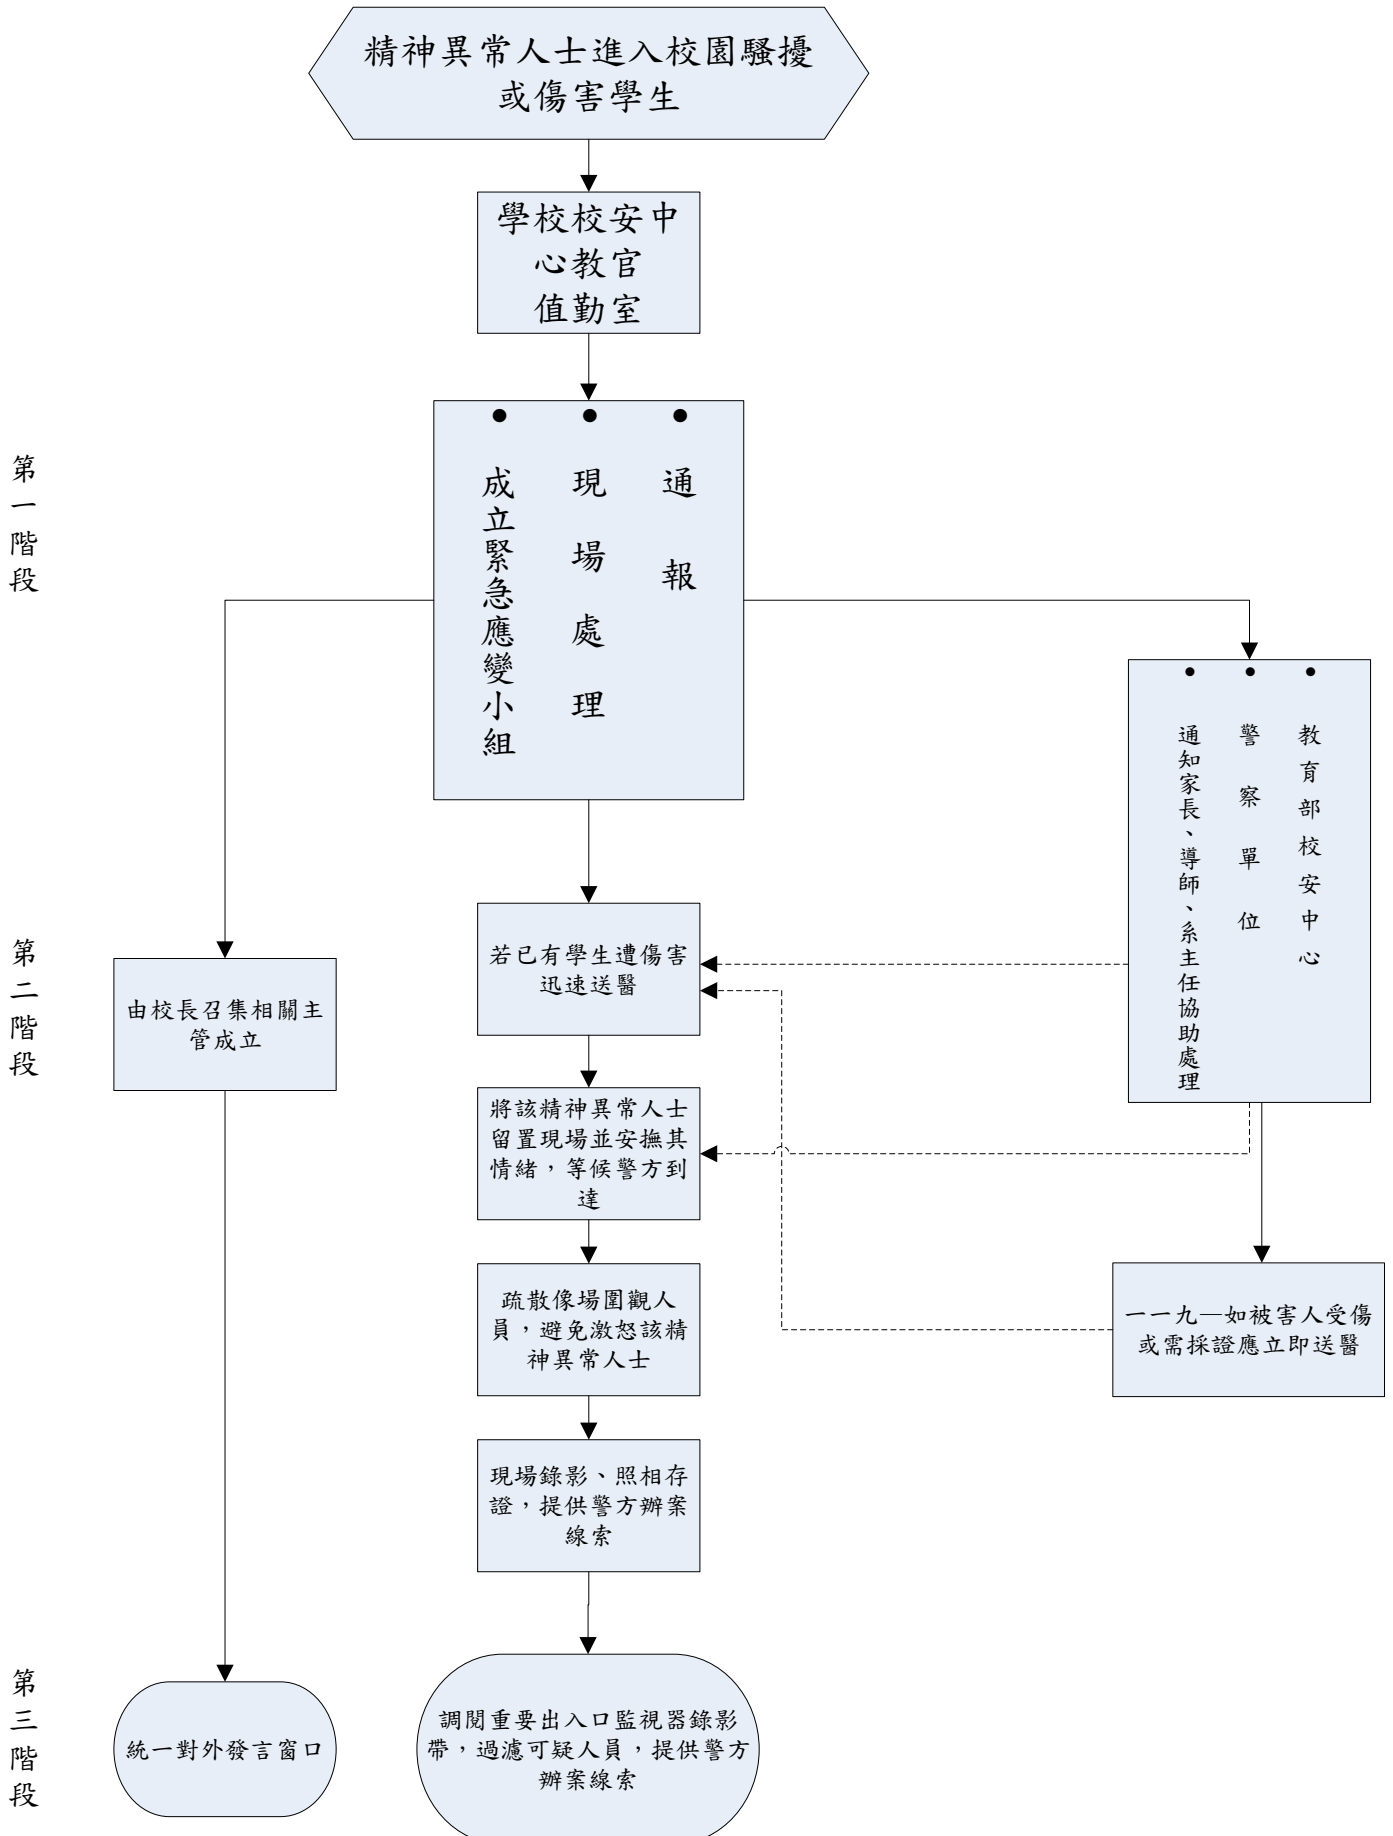 精神異常人士進入校園騷擾
或傷害學生
學校校安中
心教官
值勤室
第一階段
● 通報
● 現場處理
● 成立緊急應變小組
● 教育部校安中心
● 警察單位
● 通知家長、導師、系主任協助處理
第二階段
由校長召集相關主
管成立
若已有學生遭傷害
迅速送醫
將該精神異常人士
留置現場並安撫其
情緒，等候警方到
達
疏散像場圍觀人
員，避免激怒該精
神異常人士
一一九—如被害人受傷
或需採證應立即送醫
現場錄影、照相存
證，提供警方辦案
線索
第三階段
統一對外發言窗口
調閱重要出入口監視器錄影
帶，過濾可疑人員，提供警方
辦案線索